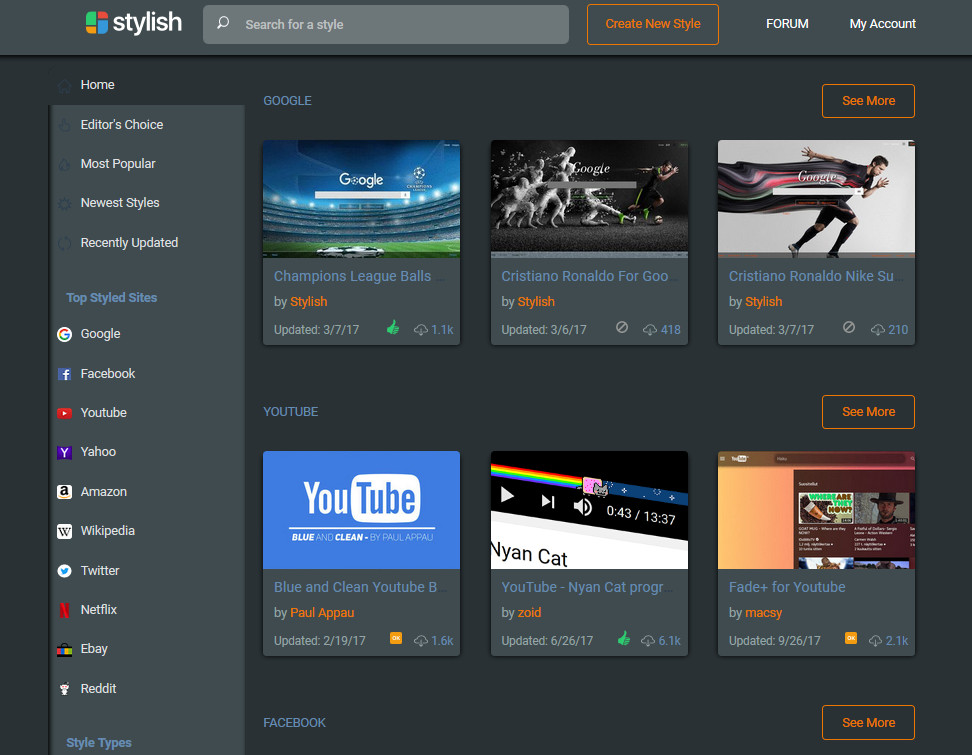 stylish
Search for a style
Create New Style
FORUM
My Account
Home
Editor's Choice
Most Popular
Newest Styles
Recently Updated
Top Styled Sites
Google
Facebook
Youtube
Yahoo
Amazon
Wikipedia
Twitter
Netflix
Ebay
Reddit
Style Types
GOOGLE
See More
Google
CHAMPIONS
LEAGUE
Champions League Balls
by Stylish
Updated: 3/7/17
1.1k
Google
Cristiano Ronaldo For Goo
by Stylish
Updated: 3/6/17
418
Google
Cristiano Ronaldo Nike Su
by Stylish
Updated: 3/7/17
210
YOUTUBE
See More
YouTube
BLUE AND CLEAN - BY PAUL APPAU
Blue and Clean Youtube B
by Paul Appau
Updated: 2/19/17
OK
1.6k
0:43 / 13:37
Nyan Cat
YouTube - Nyan Cat progr
by zoid
Updated: 6/26/17
6.1k
YouTube
WHERE ARE
THEY
NOW?
Fade+ for Youtube
by macsy
Updated: 9/26/17
OK
2.1k
FACEBOOK
See More